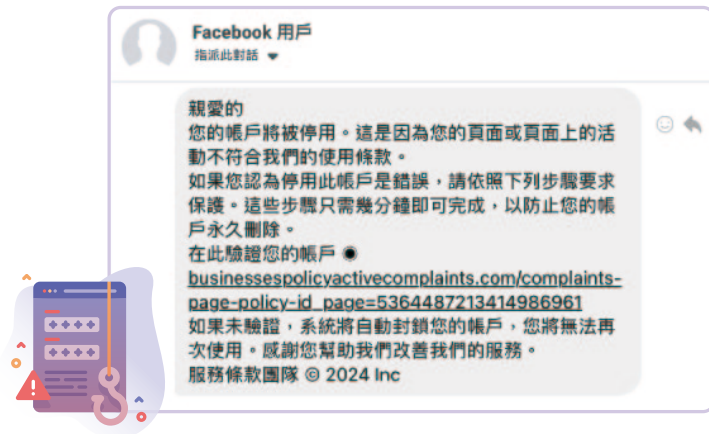 Facebook 用戶
指派此對話
親愛的
您的帳戶將被停用。這是因為您的頁面或頁面上的活
動不符合我們的使用條款。
如果您認為停用此帳戶是錯誤，請依照下列步驟要求
保護。這些步驟只需幾分鐘即可完成，以防止您的帳
戶永久刪除。
在此驗證您的帳戶
businessespolicyactivecomplaints.com/complaints-
page-policy-id_page=5364487213414986961
如果未驗證，系統將自動封鎖您的帳戶，您將無法再
次使用。感謝您幫助我們改善我們的服務。
服務條款團隊 © 2024 Inc